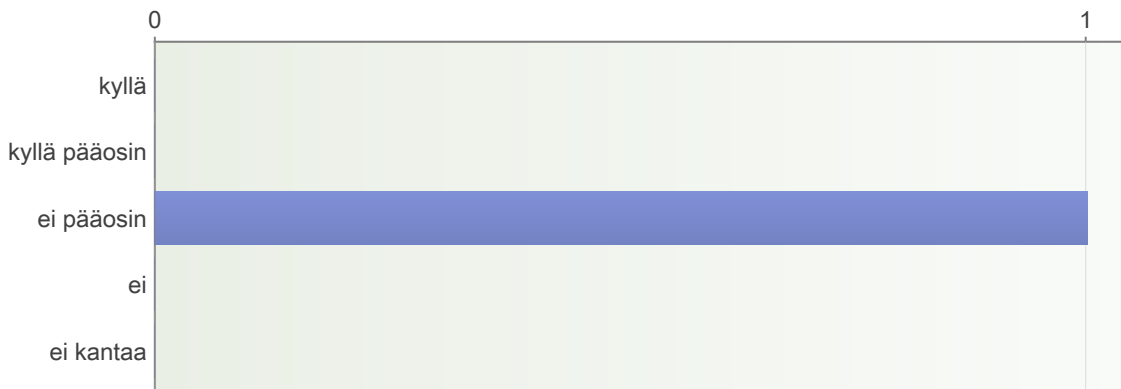 0 1
kyllä
kyllä pääosin
ei pääosin
ei
ei kantaa